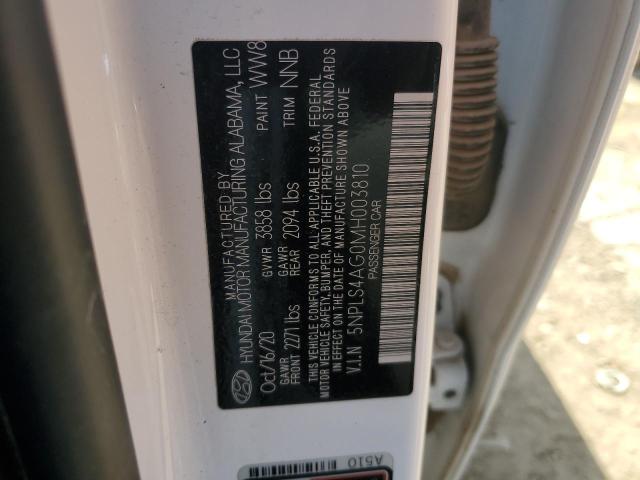 MANUFACTURED BY
HYUNDAI MOTOR MANUFACTURING ALABAMA, LLC
Oct/16/20 GVWR 3858 lbs PAINT WW8
GAWR FRONT 2271 lbs GAWR REAR 2094 lbs TRIM NNB
THIS VEHICLE CONFORMS TO ALL APPLICABLE U.S.A. FEDERAL
MOTOR VEHICLE SAFETY, BUMPER, AND THEFT PREVENTION STANDARDS
IN EFFECT ON THE DATE OF MANUFACTURE SHOWN ABOVE
V.I.N 5NPLS4AG0MH003810
PASSENGER CAR
A510